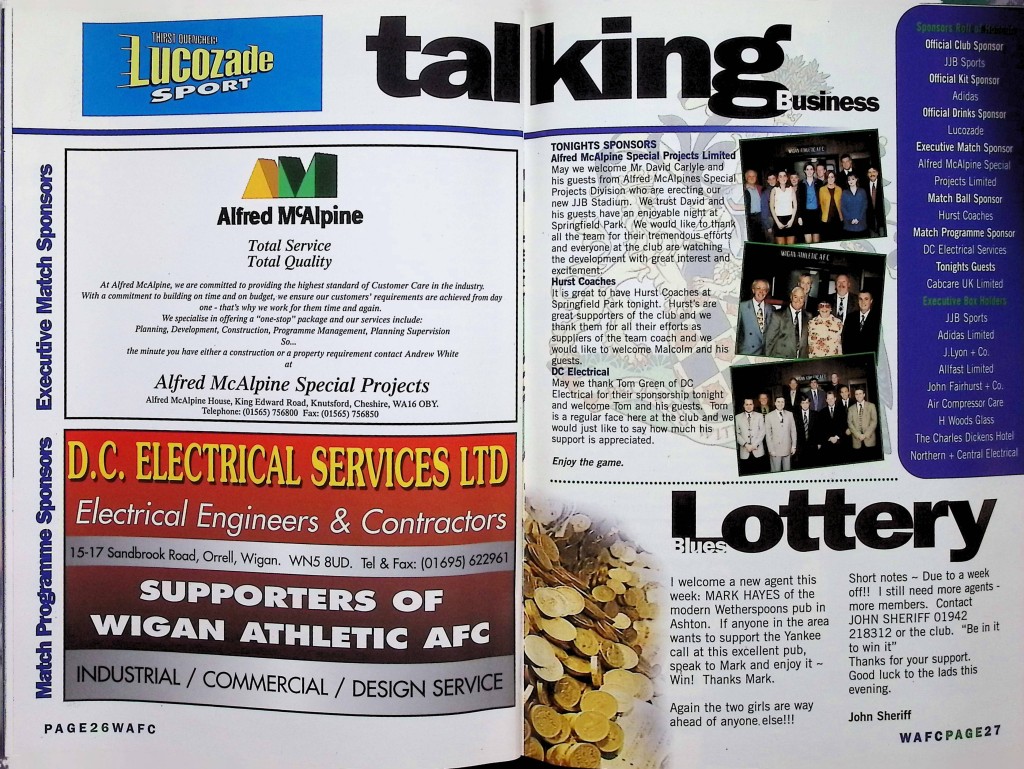 THIRST QUENCHER!
Lucozade
SPORT
talking
Business
Executive Match Sponsors
AM
Alfred McAlpine
Total Service
Total Quality
At Alfred McAlpine, we are committed to providing the highest standard of Customer Care in the industry.
With a commitment to building on time and on budget, we ensure our customers' requirements are achieved from day
one - that's why we work for them time and again.
We specialise in offering a "one-stop" package and our services include:
Planning, Development, Construction, Programme Management, Planning Supervision
So...
the minute you have either a construction or a property requirement contact Andrew White
at
Alfred McAlpine Special Projects
Alfred McAlpine House, King Edward Road, Knutsford, Cheshire, WA16 OBY.
Telephone: (01565) 756800 Fax: (01565) 756850
Match Programme Sponsors
D.C. ELECTRICAL SERVICES LTD
Electrical Engineers & Contractors
15-17 Sandbrook Road, Orrell, Wigan. WN5 8UD. Tel & Fax: (01695) 622961
SUPPORTERS OF
WIGAN ATHLETIC AFC
INDUSTRIAL / COMMERCIAL / DESIGN SERVICE
PAGE26WAFC
TONIGHTS SPONSORS
Alfred McAlpine Special Projects Limited
May we welcome Mr David Carlyle and
his guests from Alfred McAlpines Special
Projects Division who are erecting our
new JJB Stadium. We trust David and
his guests have an enjoyable night at
Springfield Park. We would like to thank
all the team for their tremendous efforts
and everyone at the club are watching
the development with great interest and
excitement.
Hurst Coaches
It is great to have Hurst Coaches at
Springfield Park tonight. Hurst's are
great supporters of the club and we
thank them for all their efforts as
suppliers of the team coach and we
would like to welcome Malcolm and his
guests.
DC Electrical
May we thank Tom Green of DC
Electrical for their sponsorship tonight
and welcome Tom and his guests. Tom
is a regular face here at the club and we
would just like to say how much his
support is appreciated.
Enjoy the game.
WIGAN ATHLETIC AFC
WIGAN ATHLETIC AFC
Sponsors Roll of
Official Club Sponsor
JJB Sports
Official Kit Sponsor
Adidas
Official Drinks Sponsor
Lucozade
Executive Match Sponsor
Alfred McAlpine Special
Projects Limited
Match Ball Sponsor
Hurst Coaches
Match Programme Sponsor
DC Electrical Services
Tonights Guests
Cabcare UK Limited
Executive Box Holders
JJB Sports
Adidas Limited
J.Lyon + Co.
Allfast Limited
John Fairhurst + Co.
Air Compressor Care
H Woods Glass
The Charles Dickens Hotel
Northern + Central Electrical
Blues
Lottery
I welcome a new agent this
week: MARK HAYES of the
modern Wetherspoons pub in
Ashton. If anyone in the area
wants to support the Yankee
call at this excellent pub,
speak to Mark and enjoy it ~
Win! Thanks Mark.
Again the two girls are way
ahead of anyone else!!!
Short notes ~ Due to a week
off!! I still need more agents -
more members. Contact
JOHN SHERIFF 01942
218312 or the club. "Be in it
to win it"
Thanks for your support.
Good luck to the lads this
evening.
John Sheriff
WAFCPAGE27